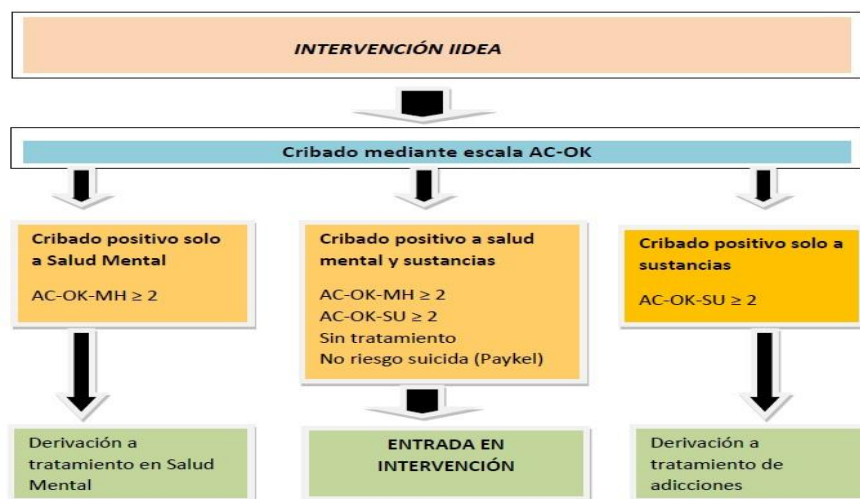 INTERVENCIÓN IIDEA
Cribado mediante escala AC-OK
Cribado positivo solo
a Salud Mental
AC-OK-MH ≥ 2
Cribado positivo a salud
mental y sustancias
AC-OK-MH ≥ 2
AC-OK-SU ≥ 2
Sin tratamiento
No riesgo suicida (Paykel)
Cribado positivo solo a
sustancias
AC-OK-SU ≥ 2
Derivación a
tratamiento en Salud
Mental
ENTRADA EN
INTERVENCIÓN
Derivación a
tratamiento de
adicciones